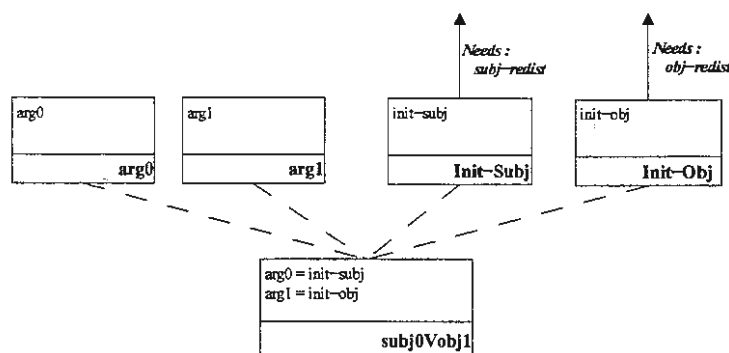 Needs :
subj−redist
Needs :
obj−redist
arg0
arg0
arg1
arg1
init−subj
Init−Subj
init−obj
Init−Obj
arg0 = init−subj
arg1 = init−obj
subj0Vobj1